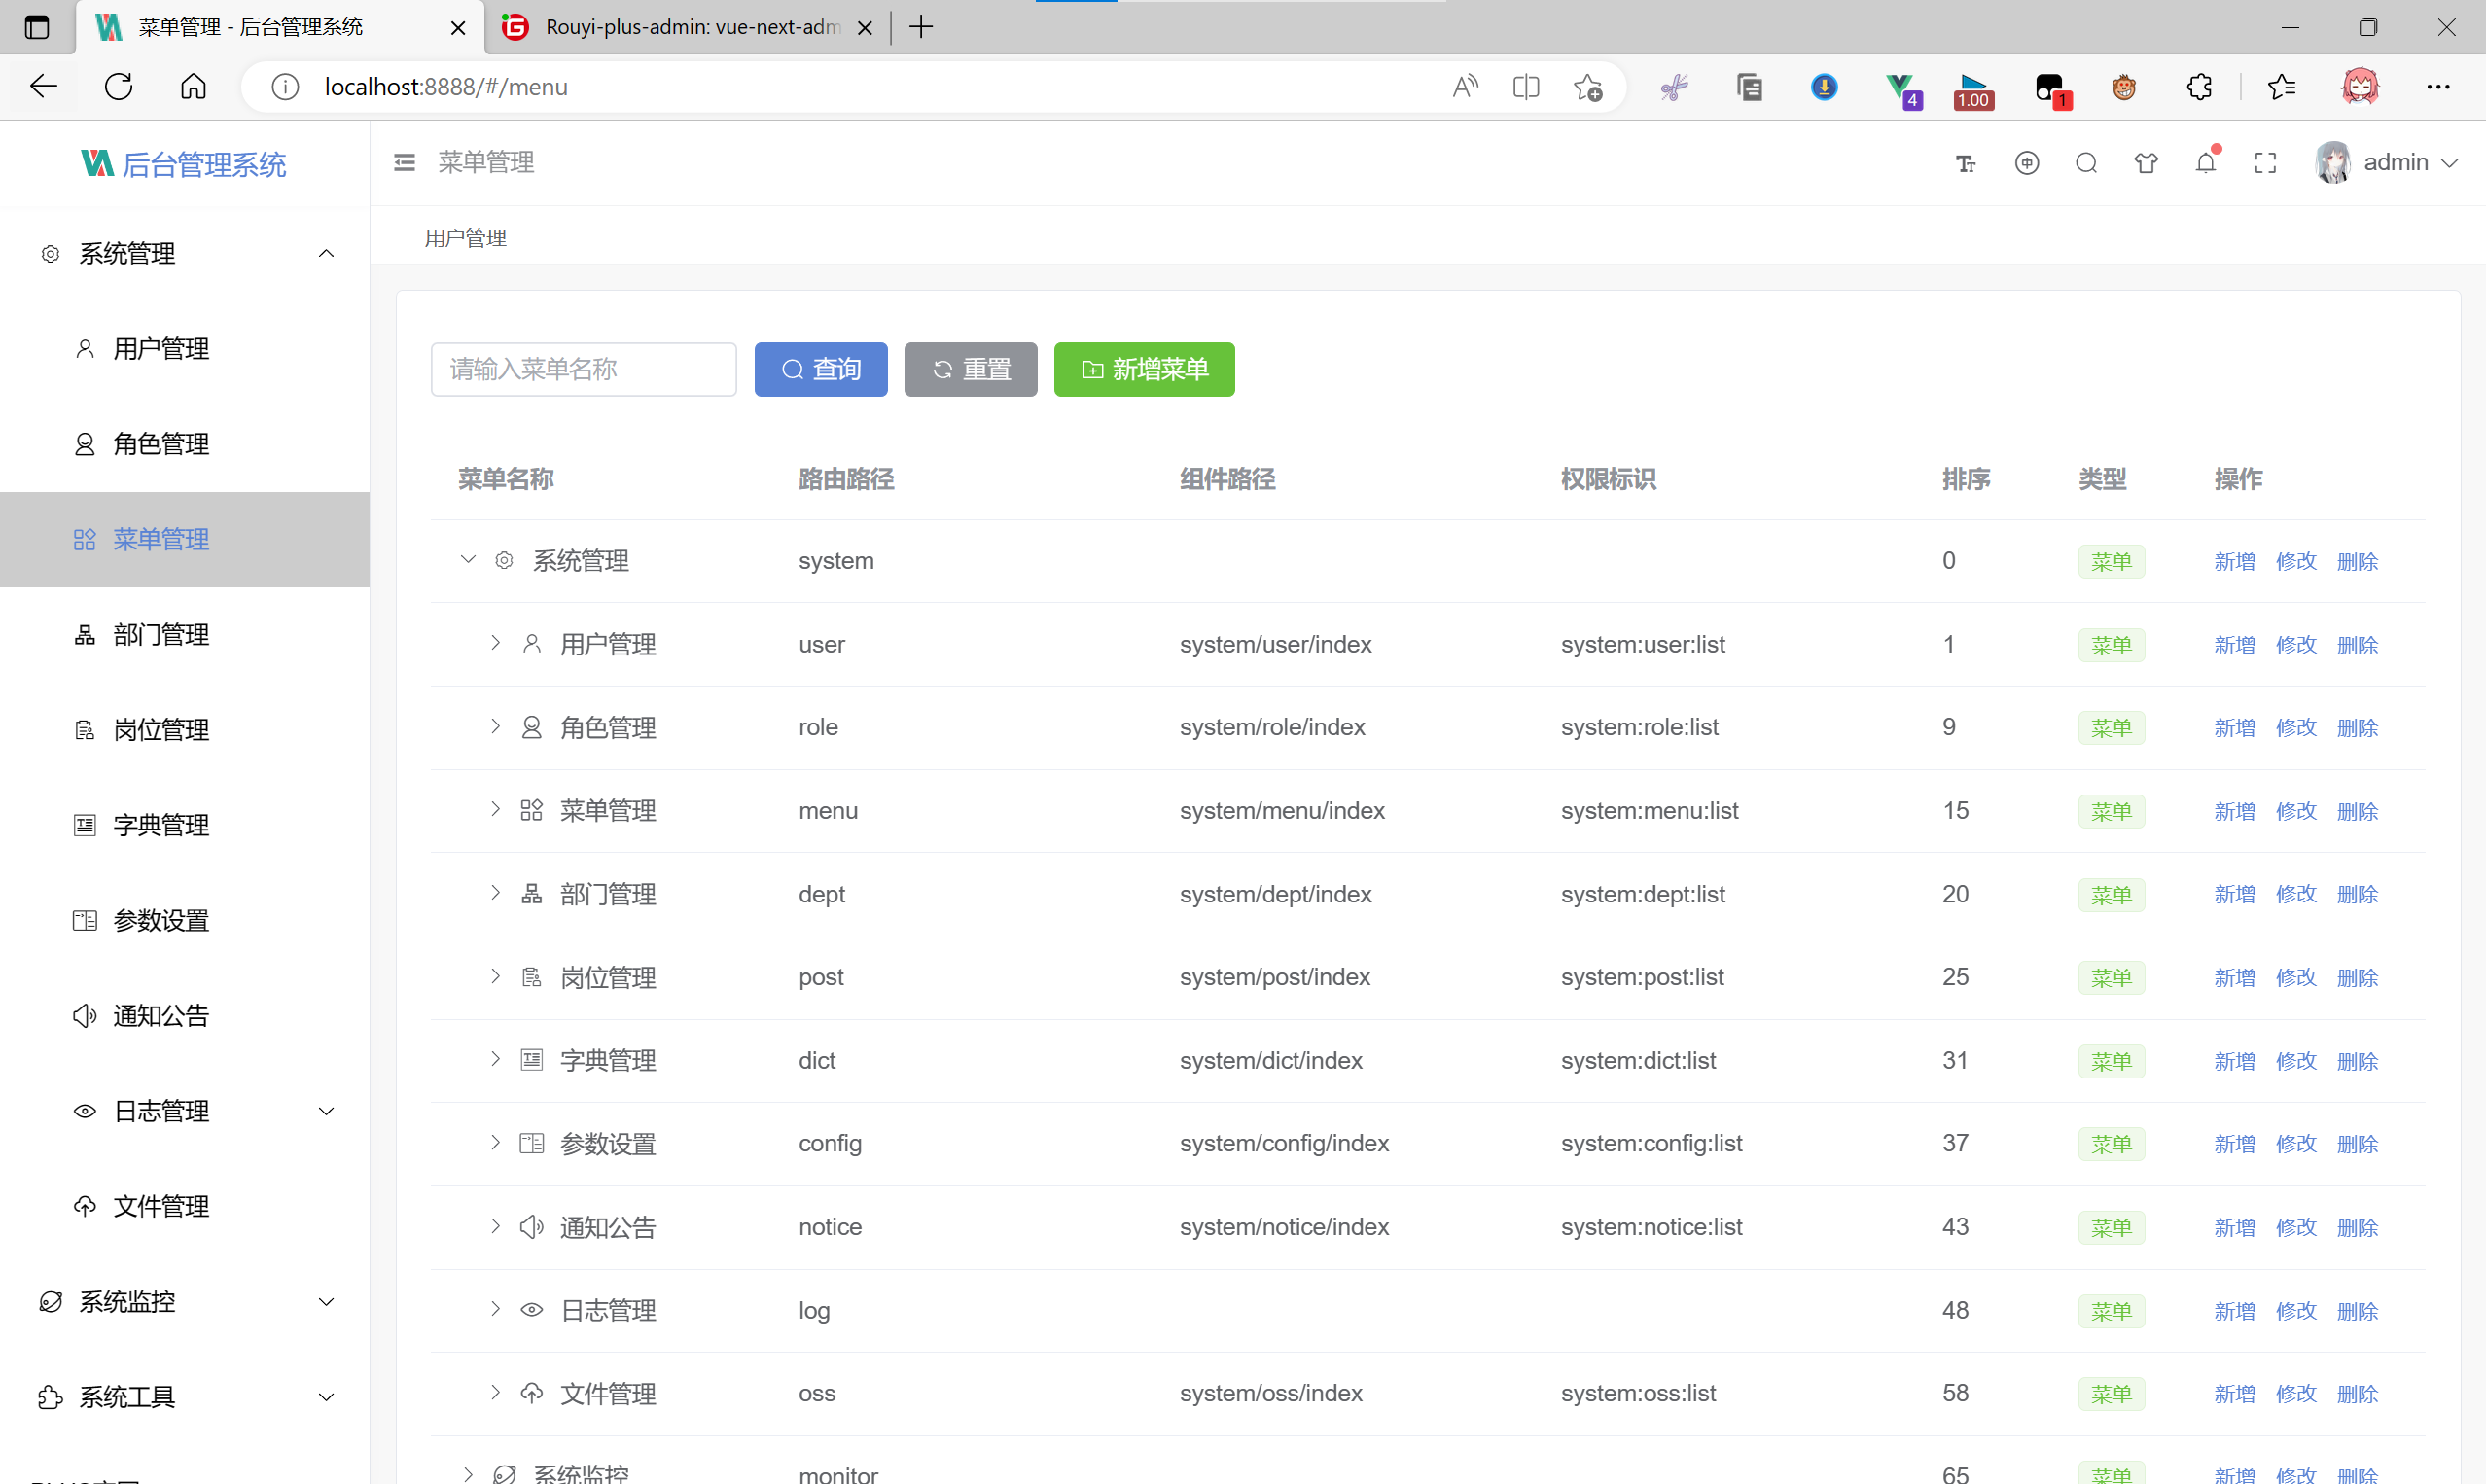 菜单管理 - 后台管理系统
Rouyi-plus-admin: vue-next-adm
localhost:8888/#/menu
4
1.00
1
后台管理系统
菜单管理
admin
用户管理
系统管理
用户管理
角色管理
菜单管理
部门管理
岗位管理
字典管理
参数设置
通知公告
日志管理
文件管理
系统监控
系统工具
请输入菜单名称 查询 重置 新增菜单
菜单名称 路由路径 组件路径 权限标识 排序 类型 操作
系统管理 system 0 菜单 新增 修改 删除
用户管理 user system/user/index system:user:list 1 菜单 新增 修改 删除
角色管理 role system/role/index system:role:list 9 菜单 新增 修改 删除
菜单管理 menu system/menu/index system:menu:list 15 菜单 新增 修改 删除
部门管理 dept system/dept/index system:dept:list 20 菜单 新增 修改 删除
岗位管理 post system/post/index system:post:list 25 菜单 新增 修改 删除
字典管理 dict system/dict/index system:dict:list 31 菜单 新增 修改 删除
参数设置 config system/config/index system:config:list 37 菜单 新增 修改 删除
通知公告 notice system/notice/index system:notice:list 43 菜单 新增 修改 删除
日志管理 log 48 菜单 新增 修改 删除
文件管理 oss system/oss/index system:oss:list 58 菜单 新增 修改 删除
系统监控 monitor 65 菜单 新增 修改 删除